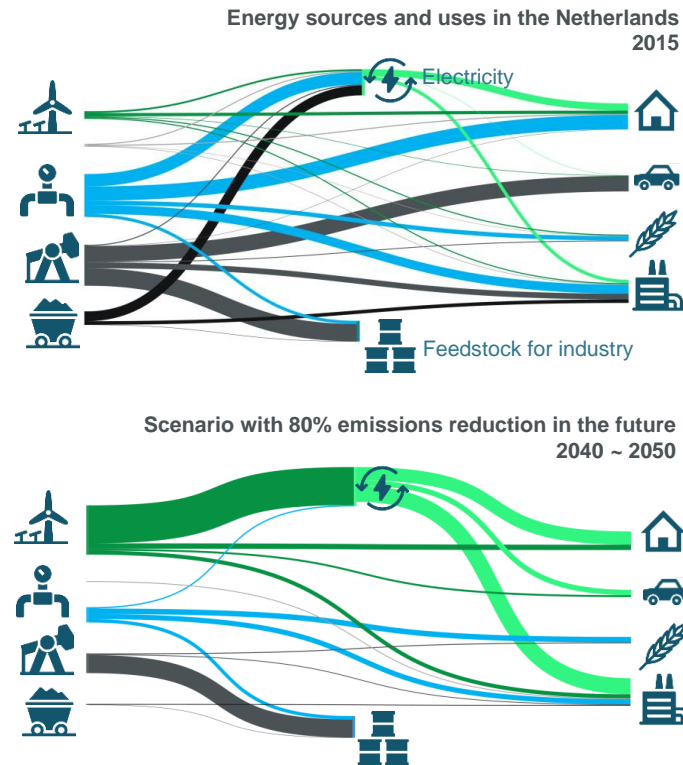 Energy sources and uses in the Netherlands
2015
Electricity
Feedstock for industry
Scenario with 80% emissions reduction in the future
2040 ~ 2050